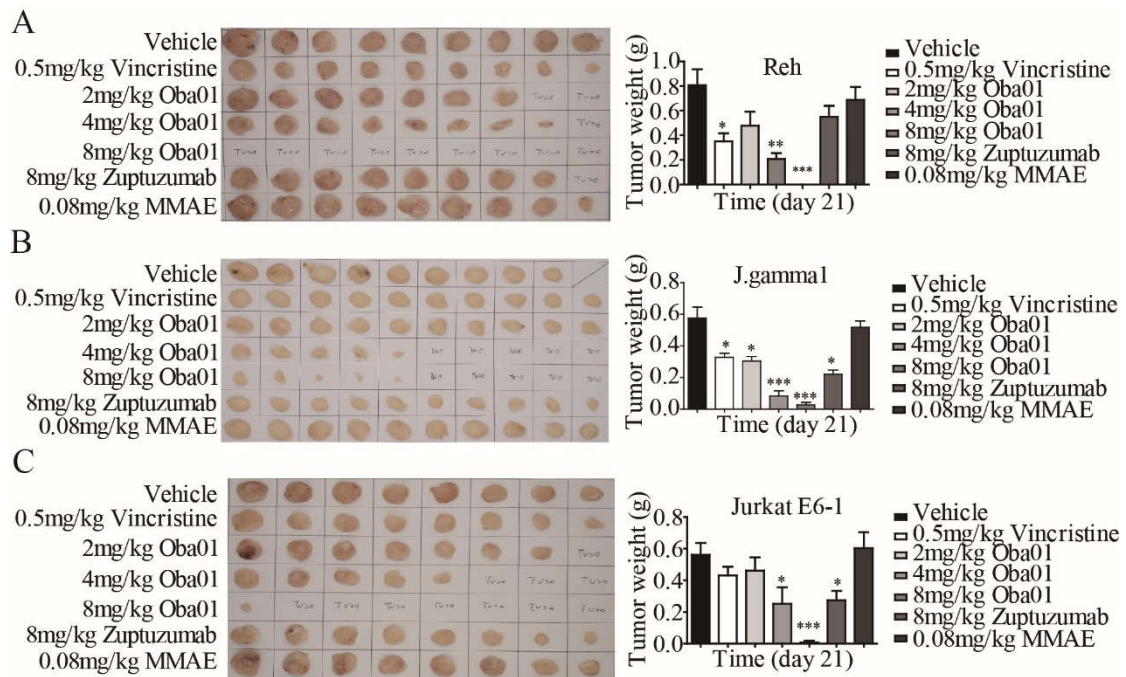 A
Vehicle
0.5mg/kg Vincristine
2mg/kg Oba01
4mg/kg Oba01
8mg/kg Oba01
8mg/kg Zuptuzumab
0.08mg/kg MMAE
Reh
Tumor weight (g)
1.0
0.8
0.6
0.4
0.2
0.0
*
**
***
Time (day 21)
Vehicle
0.5mg/kg Vincristine
2mg/kg Oba01
4mg/kg Oba01
8mg/kg Oba01
8mg/kg Zuptuzumab
0.08mg/kg MMAE
B
Vehicle
0.5mg/kg Vincristine
2mg/kg Oba01
4mg/kg Oba01
8mg/kg Oba01
8mg/kg Zuptuzumab
0.08mg/kg MMAE
J.gamma1
Tumor weight (g)
0.8
0.6
0.4
0.2
0.0
*
*
***
***
*
Time (day 21)
Vehicle
0.5mg/kg Vincristine
2mg/kg Oba01
4mg/kg Oba01
8mg/kg Oba01
8mg/kg Zuptuzumab
0.08mg/kg MMAE
C
Vehicle
0.5mg/kg Vincristine
2mg/kg Oba01
4mg/kg Oba01
8mg/kg Oba01
8mg/kg Zuptuzumab
0.08mg/kg MMAE
Jurkat E6-1
Tumor weight (g)
0.8
0.6
0.4
0.2
0.0
*
***
*
Time (day 21)
Vehicle
0.5mg/kg Vincristine
2mg/kg Oba01
4mg/kg Oba01
8mg/kg Oba01
8mg/kg Zuptuzumab
0.08mg/kg MMAE